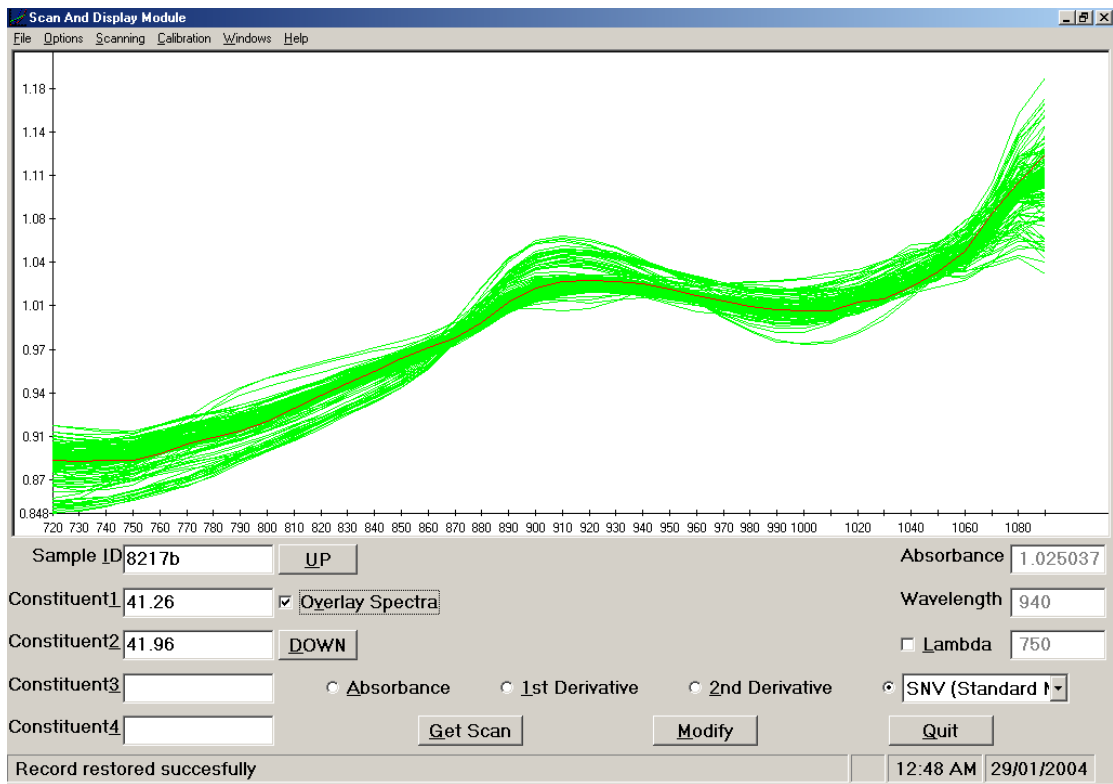 Scan And Display Module
File Options Scanning Calibration Windows Help
1.18
1.14
1.11
1.08
1.04
1.01
0.97
0.94
0.91
0.87
0.848
720 730 740 750 760 770 780 790 800 810 820 830 840 850 860 870 880 890 900 910 920 930 940 950 960 970 980 990 1000 1020 1040 1060 1080
Sample ID 8217b UP Absorbance 1.025037
Constituent1 41.26 Overlay Spectra Wavelength 940
Constituent2 41.96 DOWN Lambda 750
Constituent3 Absorbance 1st Derivative 2nd Derivative SNV (Standard
Constituent4 Get Scan Modify Quit
Record restored succesfully 12:48 AM 29/01/2004